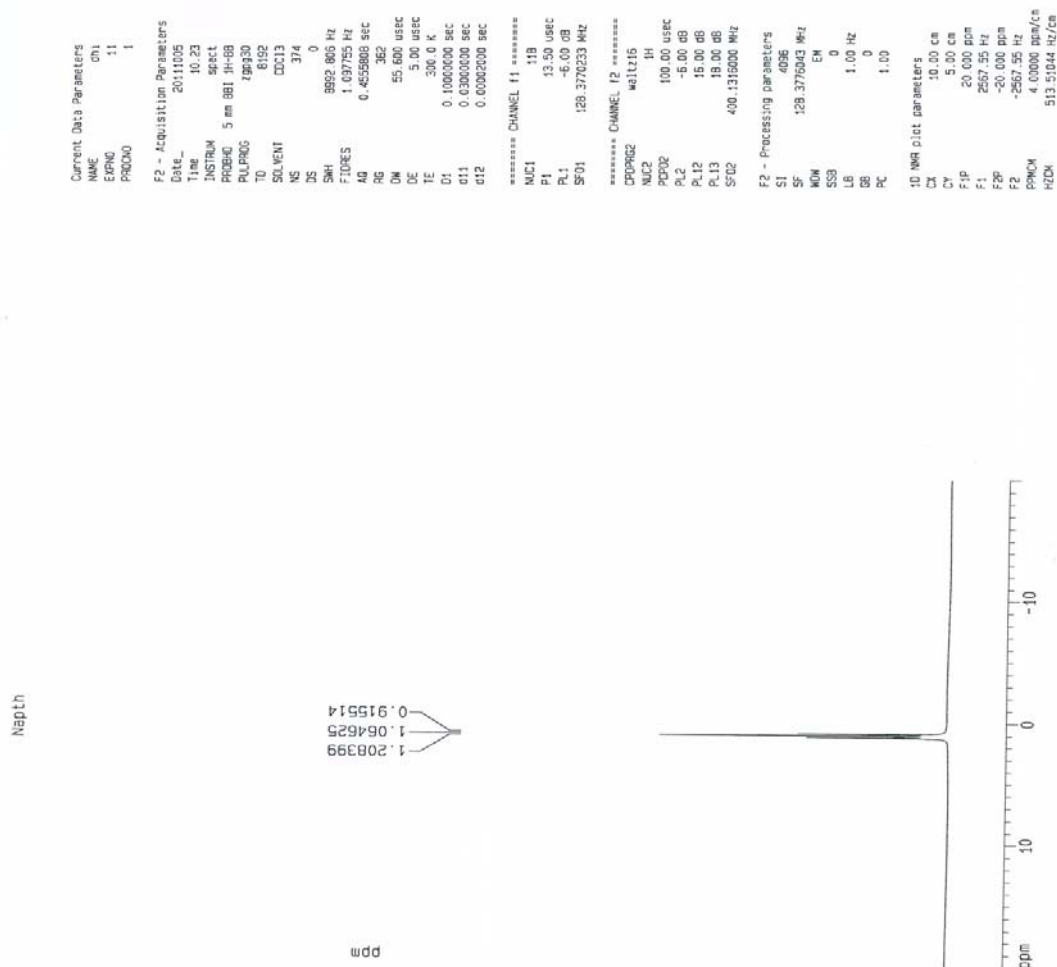 Napth
Current Data Parameters
NAME dhi
EXPNO 11
PROCNO 1
F2 - Acquisition Parameters
Date_ 20111005
Time 10.23
INSTRUM spect
PROBHD 5 mm BBI 1H-BB
PULPROG zgpg30
TD 8192
SOLVENT CDCl3
NS 374
DS 0
SWH 8992.806 Hz
FIDRES 1.097755 Hz
AQ 0.4555808 sec
RG 362
DW 55.600 usec
DE 5.00 usec
TE 300.0 K
D1 0.10000000 sec
d11 0.03000000 sec
d12 0.00002000 sec
======== CHANNEL f1 ========
NUC1 11B
P1 13.50 usec
PL1 -6.00 dB
SFO1 128.3770233 MHz
======== CHANNEL f2 ========
CPDPRG2 waltz16
NUC2 1H
PCPD2 100.00 usec
PL2 -6.00 dB
PL12 16.00 dB
PL13 18.00 dB
SFO2 400.1316000 MHz
F2 - Processing parameters
SI 4096
SF 128.3776043 MHz
WDW EM
SSB 0
LB 1.00 Hz
GB 0
PC 1.00
1D NMR plot parameters
CX 10.00 cm
CY 5.00 cm
F1P 20.000 ppm
F1 2567.55 Hz
F2P -20.000 ppm
F2 -2567.55 Hz
PPMCM 4.00000 ppm/cm
HZCM 513.51044 Hz/cm
ppm
1.208399
1.064625
0.915514
ppm
10
0
-10